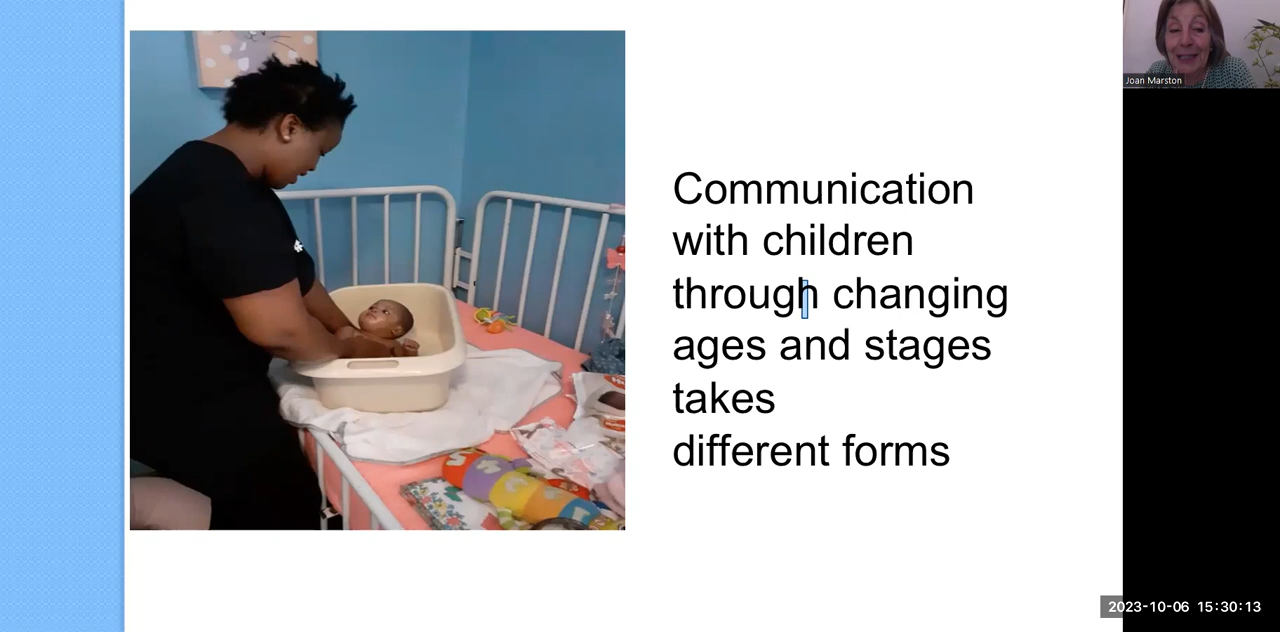 Joan Marston
Communication
with children
through changing
ages and stages
takes
different forms
2023-10-06 15:30:13